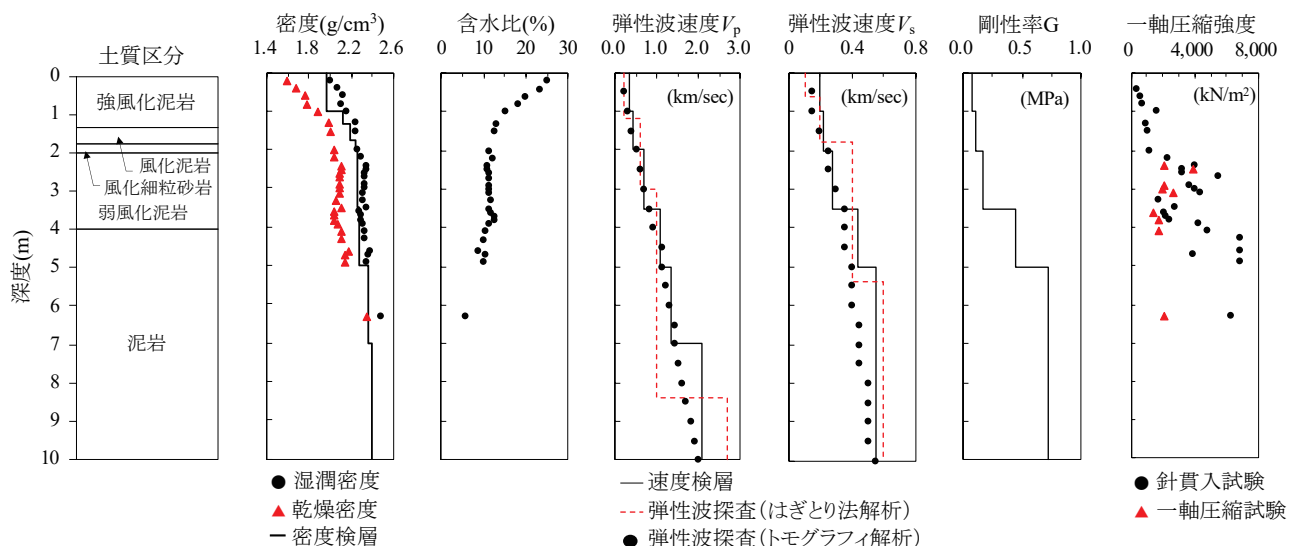 密度(g/cm3)
1.4 1.8 2.2 2.6
含水比(%)
0 10 20 30
弾性波速度Vp
0.0 1.0 2.0 3.0
弾性波速度Vs
0 0.4 0.8
剛性率G
0.0 0.5 1.0
一軸圧縮強度
0 4,000 8,000
土質区分
深度(m)
0
1
2
3
4
5
6
7
8
9
10
強風化泥岩
風化泥岩
風化細粒砂岩
弱風化泥岩
泥岩
(km/sec)
(km/sec)
(MPa)
(kN/m²)
湿潤密度
乾燥密度
密度検層
速度検層
弾性波探査(はぎとり法解析)
弾性波探査(トモグラフィ解析)
針貫入試験
一軸圧縮試験